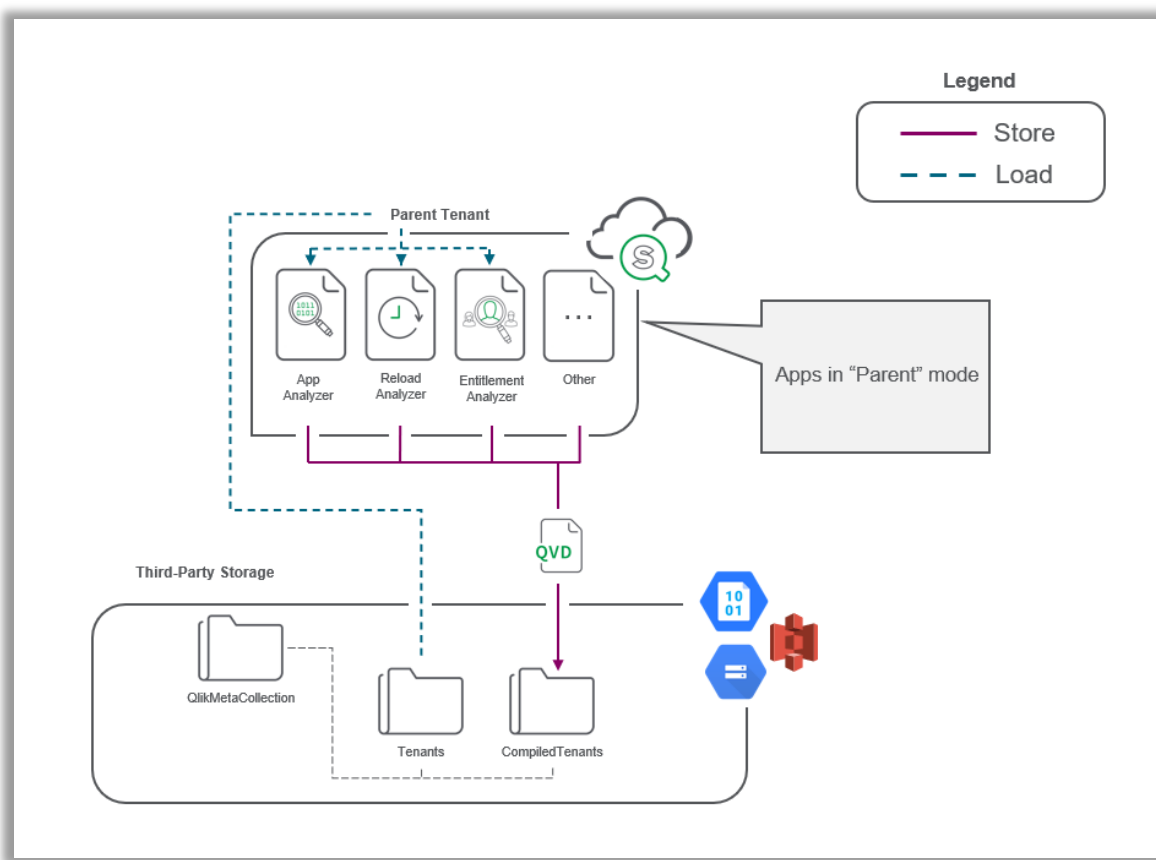 Legend
Store
Load
Parent Tenant
S
1011
0101
...
App
Analyzer
Reload
Analyzer
Entitlement
Analyzer
Other
Apps in “Parent” mode
QVD
Third-Party Storage
10
01
QlikMetaCollection
Tenants
CompiledTenants